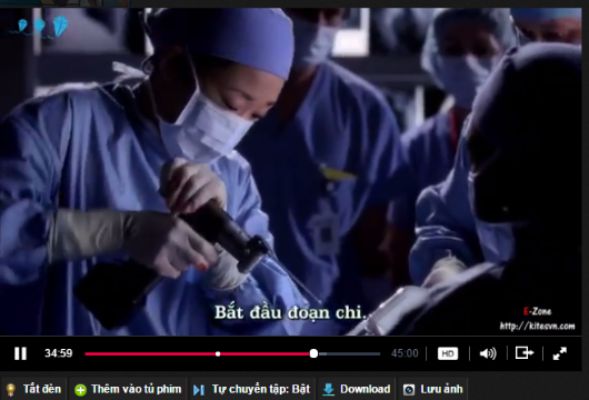 Bắt đầu đoạn chi.
E-Zone
http://kitesvn.com
34:59
45:00
HD
Tắt đèn
Thêm vào tủ phim
Tự chuyển tập: Bật
Download
Lưu ảnh